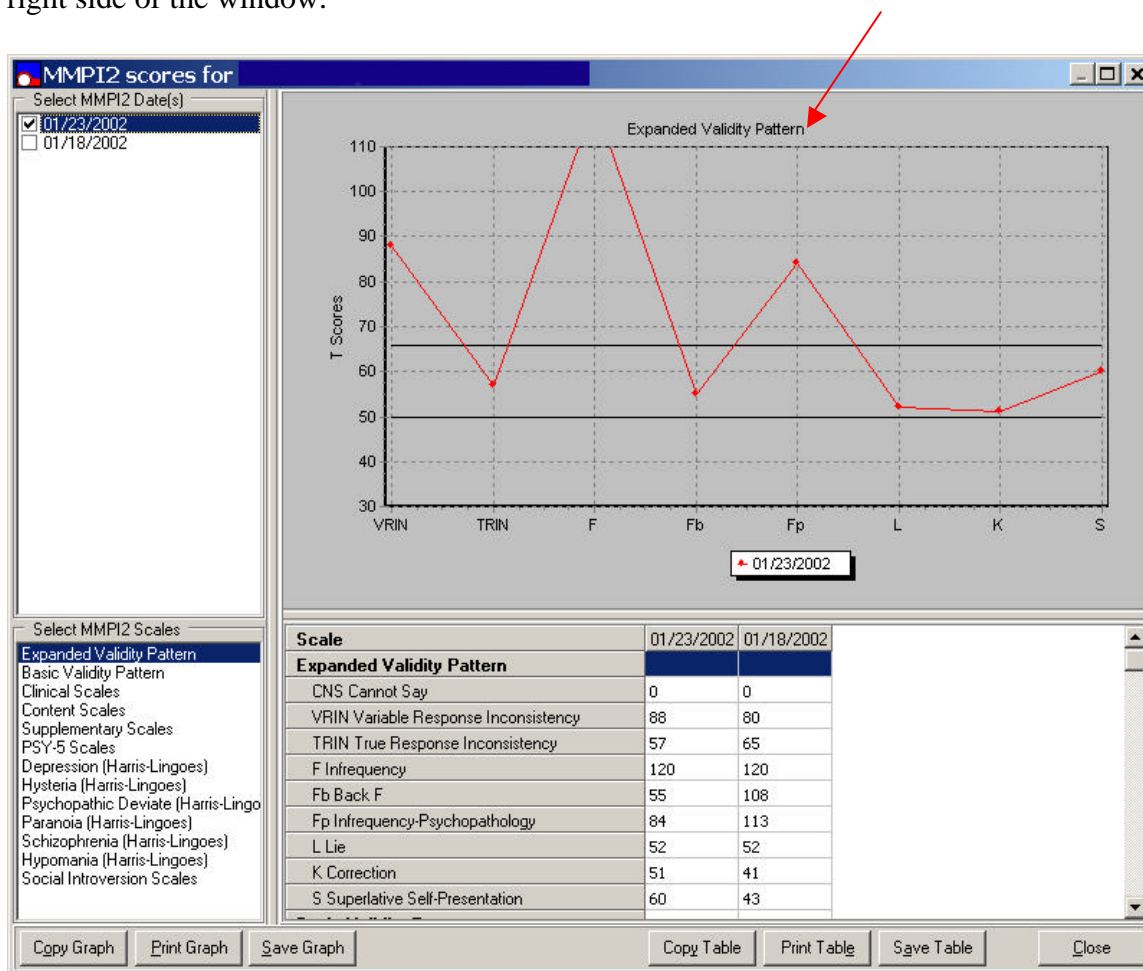 right side of the window.
MMPI2 scores for
Select MMPI2 Date(s)
01/23/2002
01/18/2002
Expanded Validity Pattern
110
100
90
80
70
60
50
40
30
T Scores
VRIN TRIN F Fb Fp L K S
01/23/2002
Select MMPI2 Scales
Expanded Validity Pattern
Basic Validity Pattern
Clinical Scales
Content Scales
Supplementary Scales
PSY-5 Scales
Depression (Harris-Lingoes)
Hysteria (Harris-Lingoes)
Psychopathic Deviate (Harris-Lingo
Paranoia (Harris-Lingoes)
Schizophrenia (Harris-Lingoes)
Hypomania (Harris-Lingoes)
Social Introversion Scales
Scale 01/23/2002 01/18/2002
Expanded Validity Pattern
CNS Cannot Say 0 0
VRIN Variable Response Inconsistency 88 80
TRIN True Response Inconsistency 57 65
F Infrequency 120 120
Fb Back F 55 108
Fp Infrequency-Psychopathology 84 113
L Lie 52 52
K Correction 51 41
S Superlative Self-Presentation 60 43
Copy Graph Print Graph Save Graph Copy Table Print Table Save Table Close